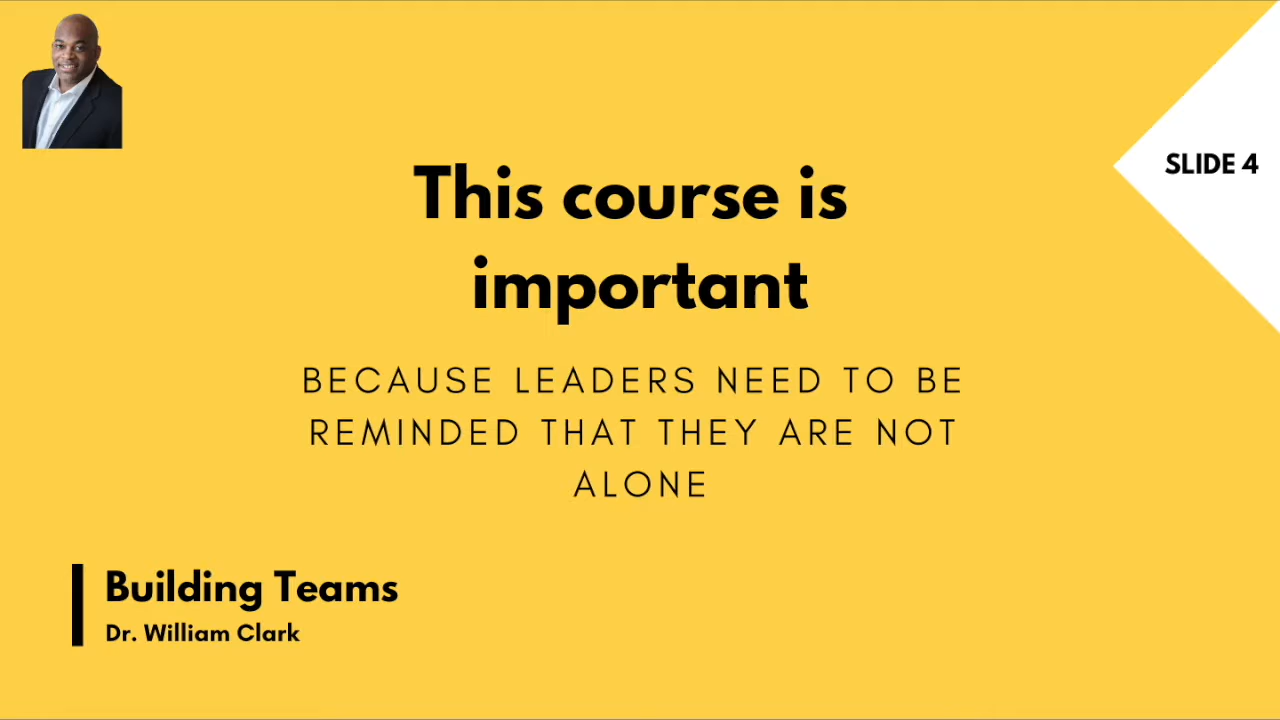 SLIDE 4
This course is
important
BECAUSE LEADERS NEED TO BE
REMINDED THAT THEY ARE NOT
ALONE
Building Teams
Dr. William Clark